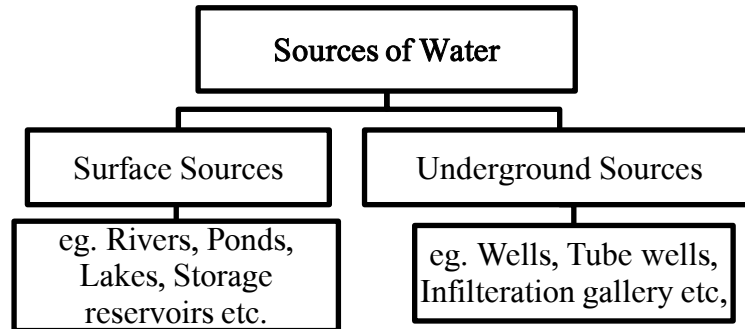 Sources of Water
Surface Sources
Underground Sources
eg. Rivers, Ponds,
Lakes, Storage
reservoirs etc.
eg. Wells, Tube wells,
Infilteration gallery etc,